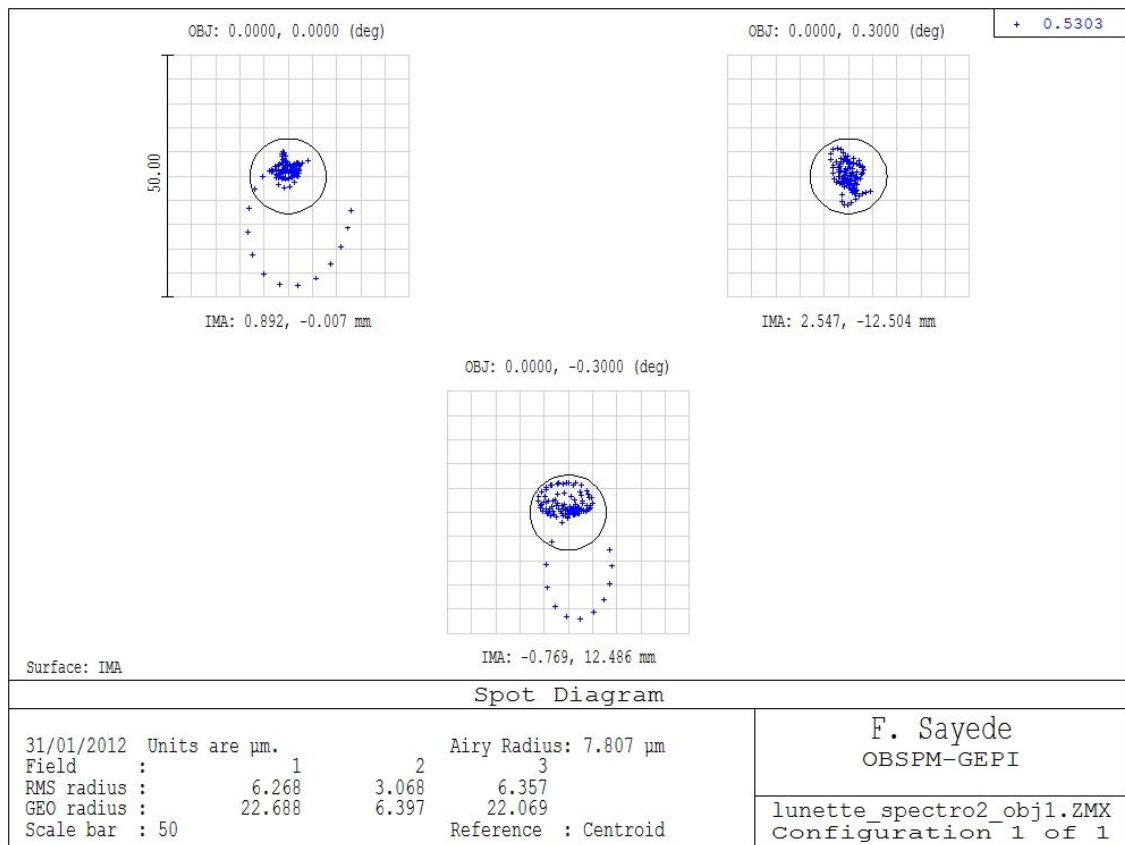 + 0.5303
OBJ: 0.0000, 0.0000 (deg)
OBJ: 0.0000, 0.3000 (deg)
50.00
IMA: 0.892, -0.007 mm
IMA: 2.547, -12.504 mm
OBJ: 0.0000, -0.3000 (deg)
IMA: -0.769, 12.486 mm
Surface: IMA
Spot Diagram
31/01/2012 Units are µm. Airy Radius: 7.807 µm
Field : 1 2 3
RMS radius : 6.268 3.068 6.357
GEO radius : 22.688 6.397 22.069
Scale bar : 50 Reference : Centroid
F. Sayede
OBSPM-GEPI
lunette_spectro2_obj1.ZMX
Configuration 1 of 1